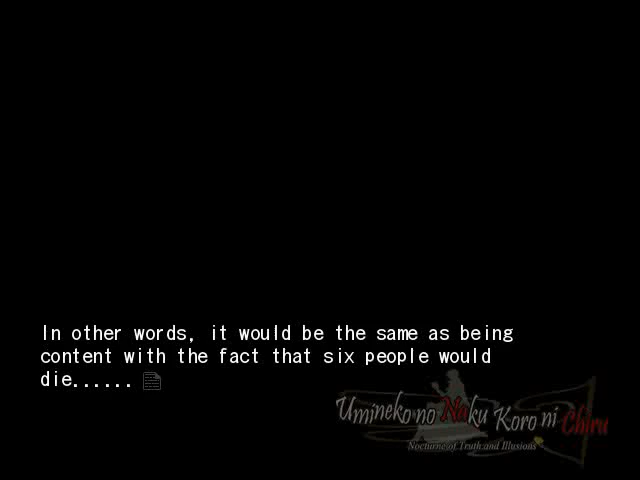 In other words, it would be the same as being
content with the fact that six people would
die......
Umineko no Naku Koro ni Chiru
Nocturne of Truth and Illusions